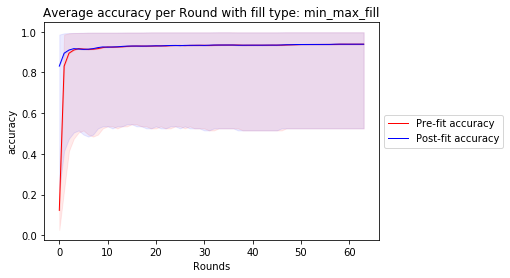 Average accuracy per Round with fill type: min_max_fill
1.0
0.8
0.6
0.4
0.2
0.0
accuracy
0
10
20
30
40
50
60
Rounds
Pre-fit accuracy
Post-fit accuracy